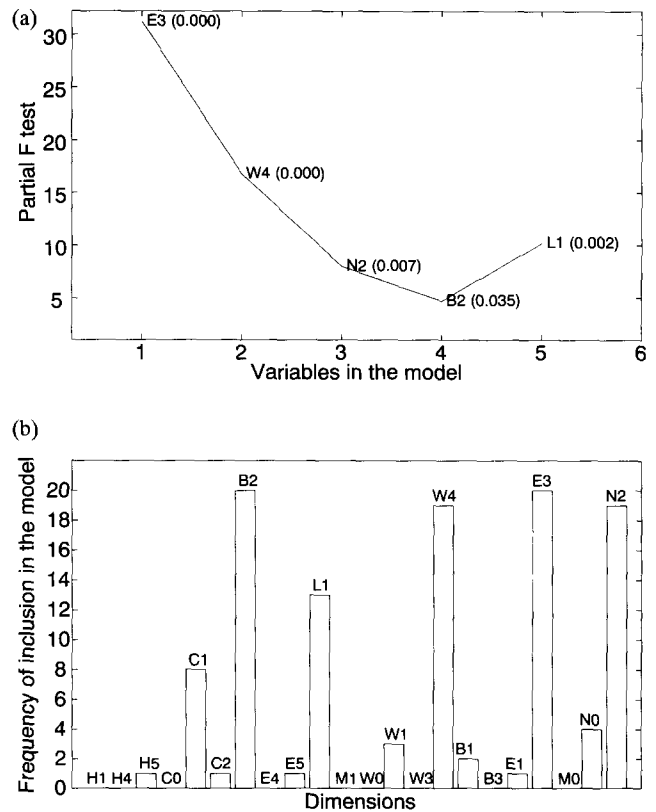 (a)
Partial F test
30
25
20
15
10
5
E3 (0.000)
W4 (0.000)
N2 (0.007)
B2 (0.035)
L1 (0.002)
1 2 3 4 5 6
Variables in the model
(b)
Frequency of inclusion in the model
20
18
16
14
12
10
8
6
4
2
0
H1 H4 H5 C0 C1 C2 B2 E4 E5 L1 M1 W0 W1 W3 W4 B1 B3 E1 E3 M0 N0 N2
Dimensions